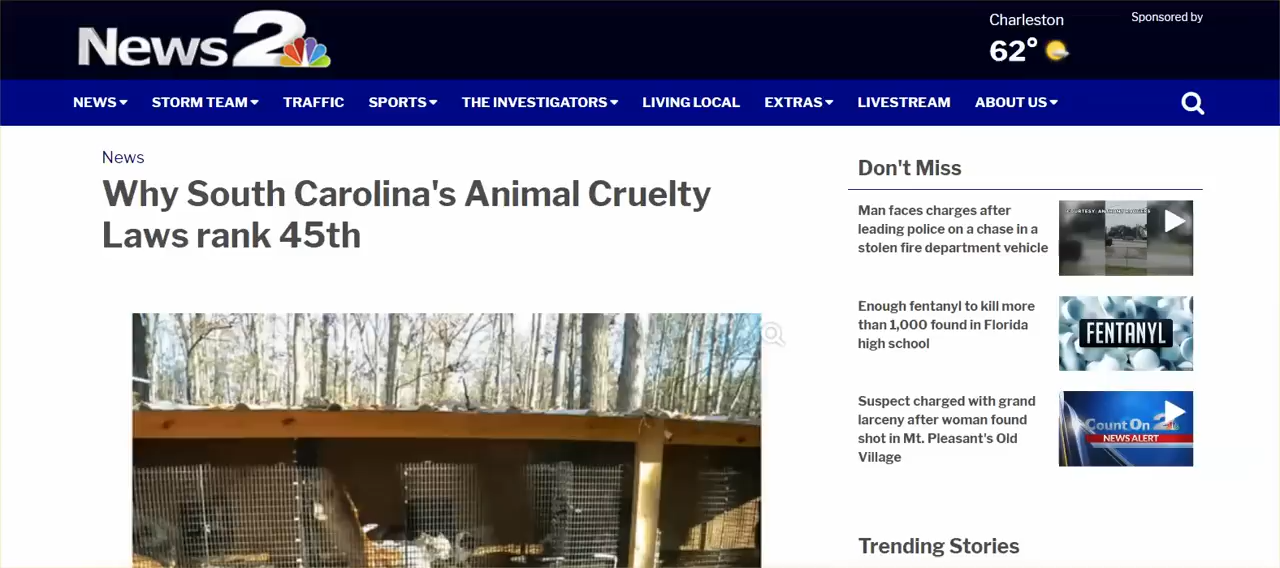 News 2
Charleston
62°
Sponsored by
NEWS
STORM TEAM
TRAFFIC
SPORTS
THE INVESTIGATORS
LIVING LOCAL
EXTRAS
LIVESTREAM
ABOUT US
News
Why South Carolina's Animal Cruelty
Laws rank 45th
Don't Miss
Man faces charges after
leading police on a chase in a
stolen fire department vehicle
Enough fentanyl to kill more
than 1,000 found in Florida
high school
FENTANYL
Suspect charged with grand
larceny after woman found
shot in Mt. Pleasant's Old
Village
Count On 2
NEWS ALERT
Trending Stories